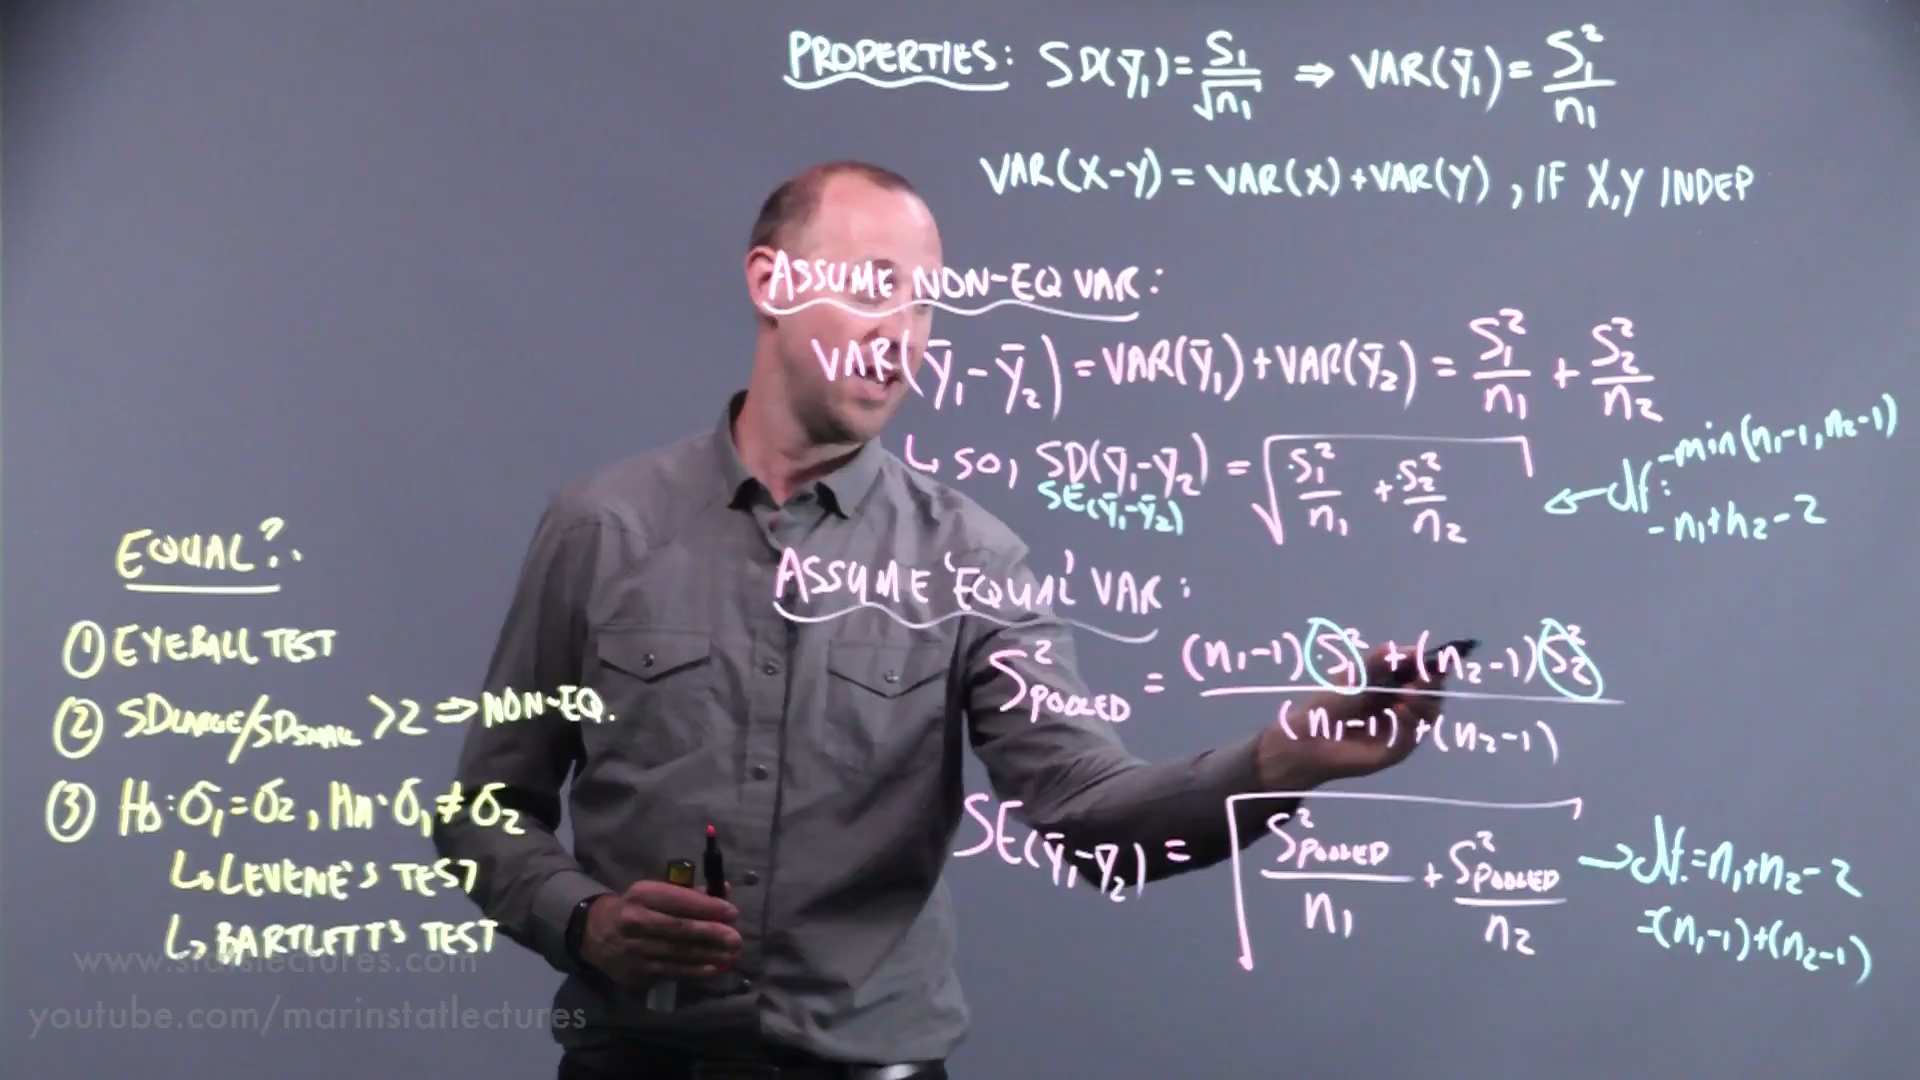 PROPERTIES: SD(Ȳ₁) = S₁/√n₁ ⇒ VAR(Ȳ₁) = S₁²/n₁
VAR(X-Y) = VAR(X) + VAR(Y), IF X,Y INDEP
ASSUME NON-EQ VAR:
VAR(Ȳ₁ - Ȳ₂) = VAR(Ȳ₁) + VAR(Ȳ₂) = S₁²/n₁ + S₂²/n₂
↳ SO, SD(Ȳ₁-Ȳ₂) = √(S₁²/n₁ + S₂²/n₂) ← df: - min(n₁-1, n₂-1)
SE(Ȳ₁-Ȳ₂)
- n₁+n₂-2
ASSUME 'EQUAL' VAR:
S²POOLED = ((n₁-1)S₁² + (n₂-1)S₂²)/((n₁-1)+(n₂-1))
SE(Ȳ₁-Ȳ₂) = √(S²POOLED/n₁ + S²POOLED/n₂) → df = n₁+n₂-2
=(n₁-1)+(n₂-1)
EQUAL?
① EYEBALL TEST
② SDLARGE/SDSMALL >2 ⇒ NON-EQ.
③ H₀: σ₁=σ₂, HA: σ₁≠σ₂
↳ LEVENE'S TEST
↳ BARTLETT'S TEST
www.statslectures.com
youtube.com/marinstatlectures